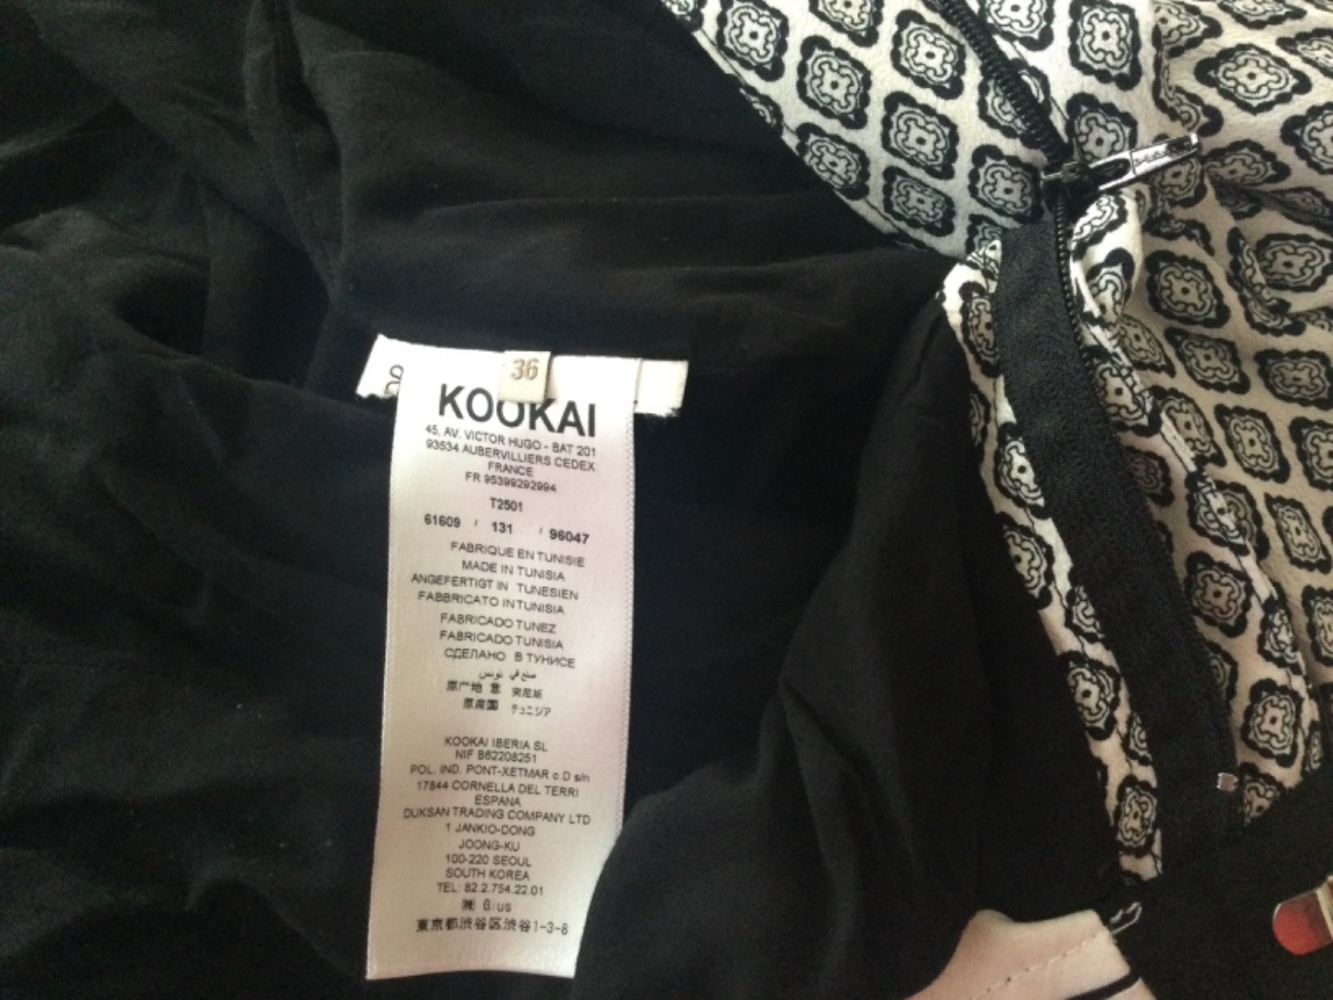 36
KOOKAI
45, AV. VICTOR HUGO - BAT 201
93534 AUBERVILLIERS CEDEX
FRANCE
FR 95399292994
T2501
61609 / 131 / 96047
FABRIQUE EN TUNISIE
MADE IN TUNISIA
ANGEFERTIGT IN TUNESIEN
FABBRICATO IN TUNISIA
FABRICADO TUNEZ
FABRICADO TUNISIA
СДЕЛАНО В ТУНИСЕ
صنع في تونس
原产地 意 突尼斯
原産国 チュニジア
KOOKAI IBERIA SL
NIF B62208251
POL. IND. PONT-XETMAR c.D s/n
17844 CORNELLA DEL TERRI
ESPANA
DUKSAN TRADING COMPANY LTD
1 JANKIO-DONG
JOONG-KU
100-220 SEOUL
SOUTH KOREA
TEL: 82.2.754.22.01
㈱ Gius
東京都渋谷区渋谷1-3-8